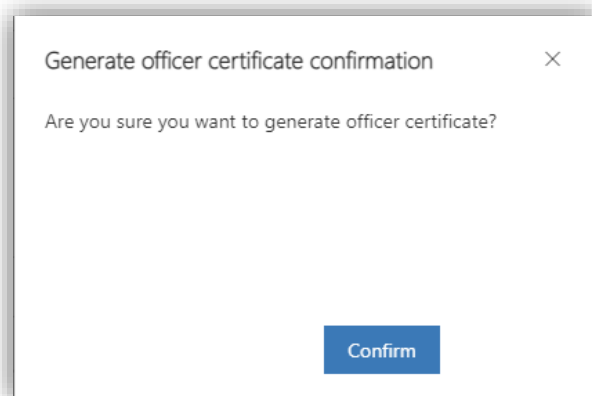 Generate officer certificate confirmation
Are you sure you want to generate officer certificate?
Confirm